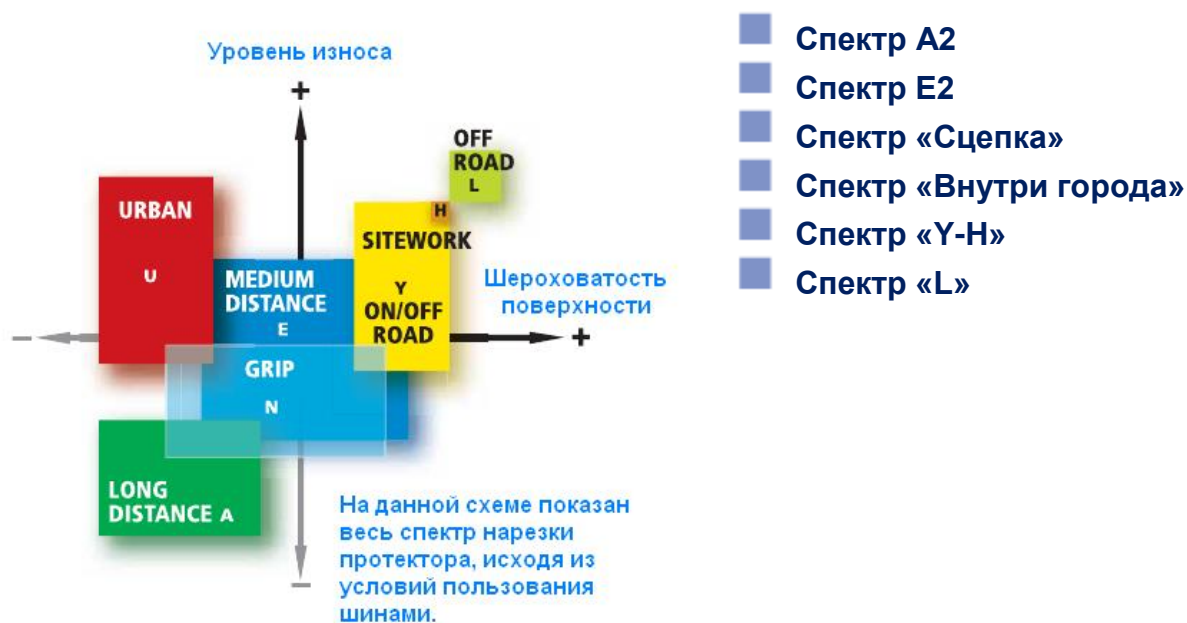 Уровень износа
+
OFF
ROAD
L
URBAN
U
H
SITEWORK
Y
ON/OFF
ROAD
MEDIUM
DISTANCE
E
Шероховатость
поверхности
−
+
GRIP
N
LONG
DISTANCE A
На данной схеме показан
весь спектр нарезки
протектора, исходя из
условий пользования
шинами.
−
Спектр А2
Спектр Е2
Спектр «Сцепка»
Спектр «Внутри города»
Спектр «Y-H»
Спектр «L»